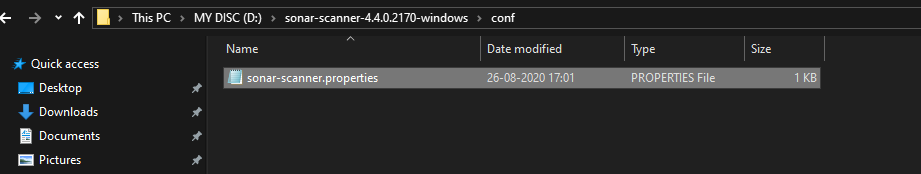 This PC > MY DISC (D:) > sonar-scanner-4.4.0.2170-windows > conf
Name Date modified Type Size
Quick access
sonar-scanner.properties 26-08-2020 17:01 PROPERTIES File 1 KB
Desktop
Downloads
Documents
Pictures